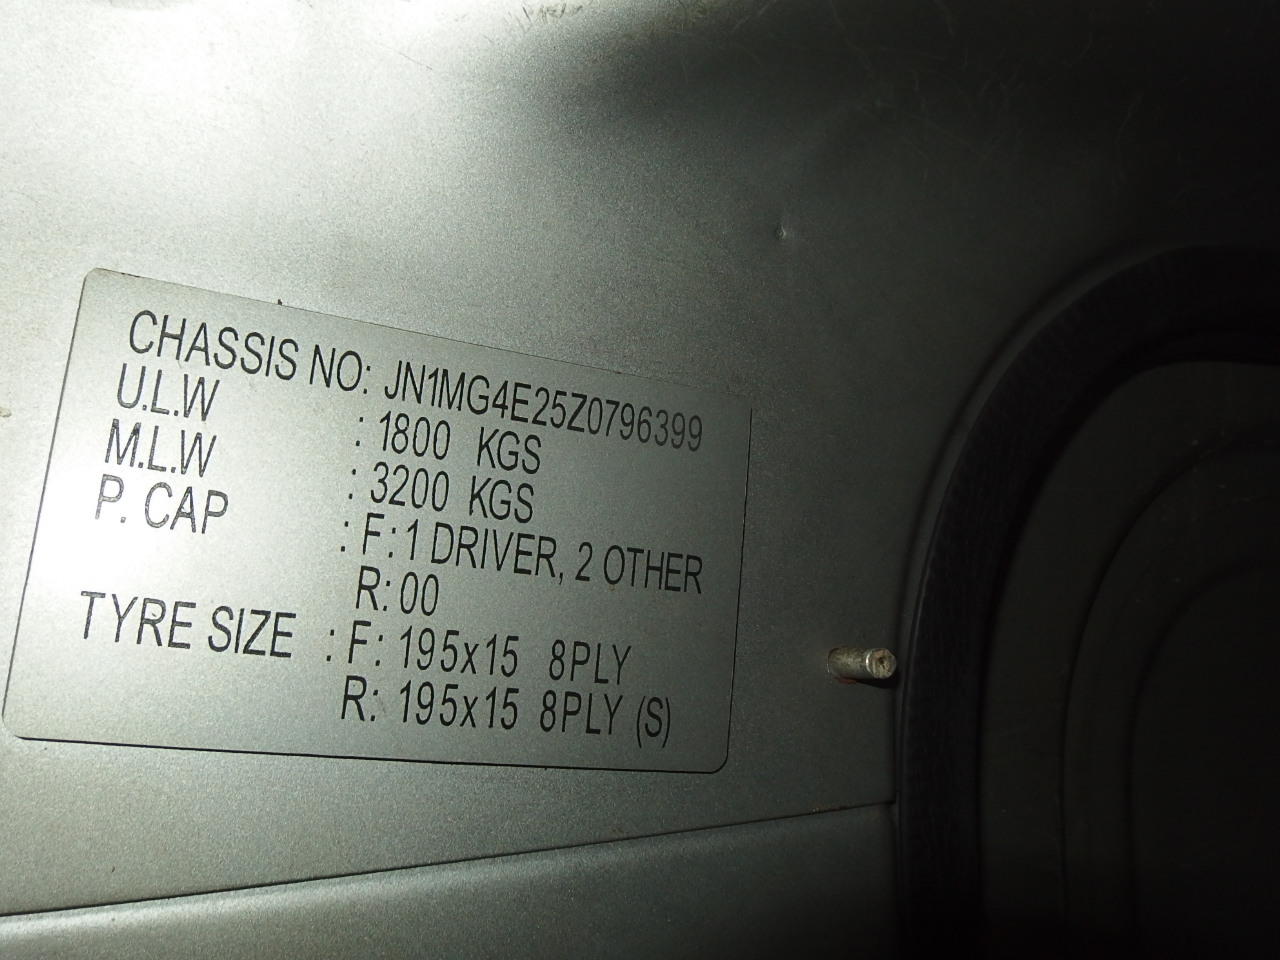 CHASSIS NO: JN1MG4E25Z0796399
U.L.W : 1800 KGS
M.L.W : 3200 KGS
P. CAP : F: 1 DRIVER, 2 OTHER
R: 00
TYRE SIZE : F: 195x15 8PLY
R: 195x15 8PLY (S)